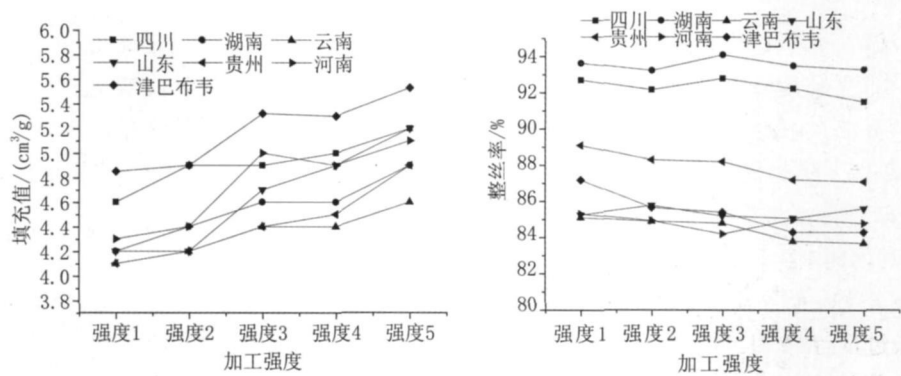 四川 湖南 云南
山东 贵州 河南
津巴布韦
6.0
5.8
5.6
5.4
5.2
5.0
4.8
4.6
4.4
4.2
4.0
3.8
填充值/(cm³/g)
强度1 强度2 强度3 强度4 强度5
加工强度
四川 湖南 云南 山东
贵州 河南 津巴布韦
94
92
90
88
86
84
82
80
整丝率/%
强度1 强度2 强度3 强度4 强度5
加工强度